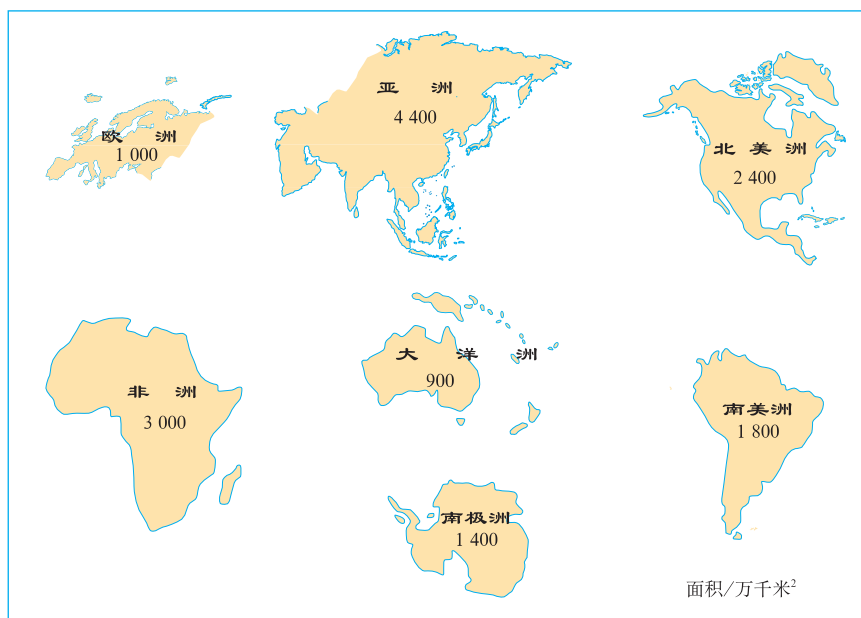 欧 洲
1 000
亚 洲
4 400
北 美 洲
2 400
非 洲
3 000
大 洋 洲
900
南美洲
1 800
南极洲
1 400
面积/万千米²